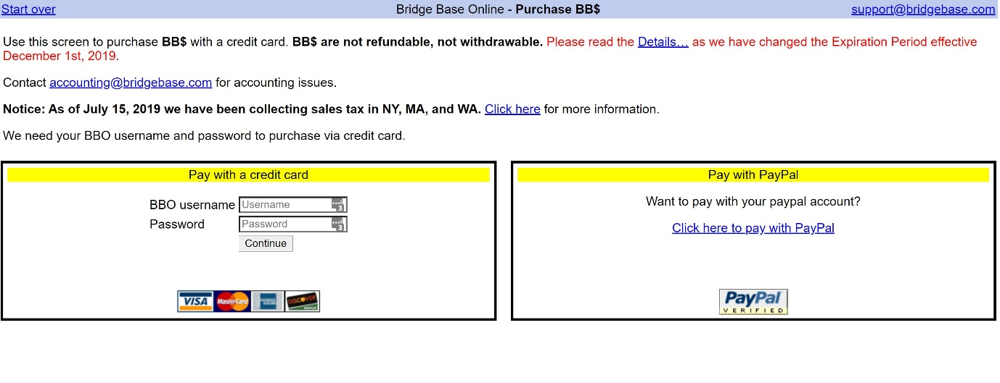 Start over Bridge Base Online - Purchase BB$ support@bridgebase.com
Use this screen to purchase BB$ with a credit card. BB$ are not refundable, not withdrawable. Please read the Details... as we have changed the Expiration Period effective
December 1st, 2019.
Contact accounting@bridgebase.com for accounting issues.
Notice: As of July 15, 2019 we have been collecting sales tax in NY, MA, and WA. Click here for more information.
We need your BBO username and password to purchase via credit card.
Pay with a credit card
BBO username Username 3
Password Password 3
Continue
VISA MasterCard DISCOVER
Pay with PayPal
Want to pay with your paypal account?
Click here to pay with PayPal
PayPal
VERIFIED